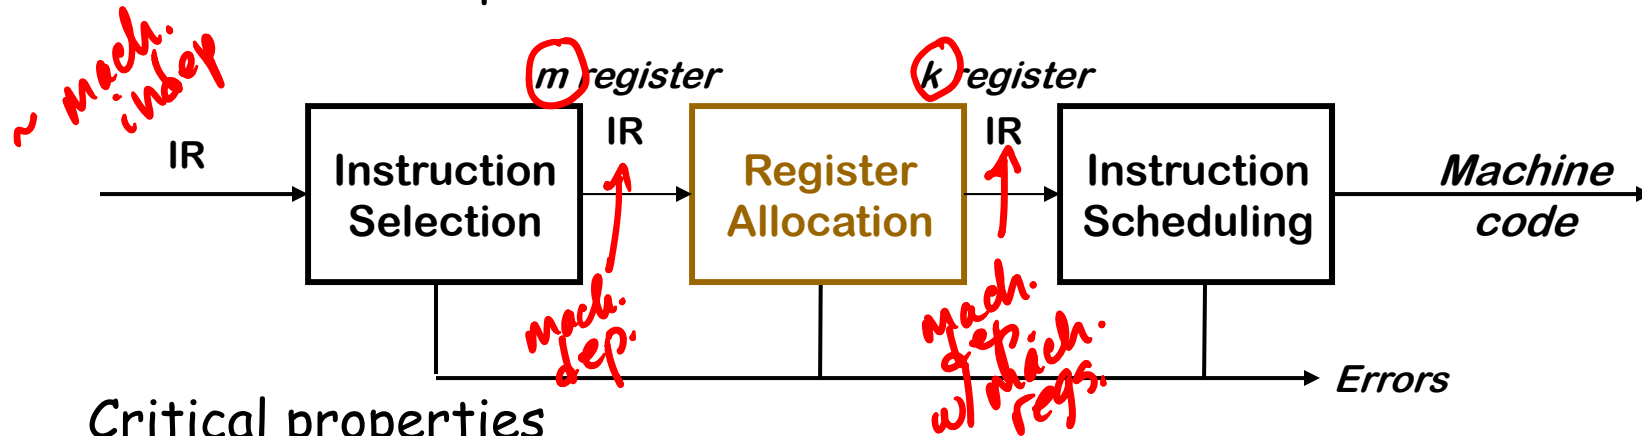 ~ mach.
indep
IR
Instruction
Selection
m register
IR
mach.
dep.
Register
Allocation
k register
IR
mach.
dep.
w/ mach.
regs.
Instruction
Scheduling
Machine
code
Errors
Critical properties